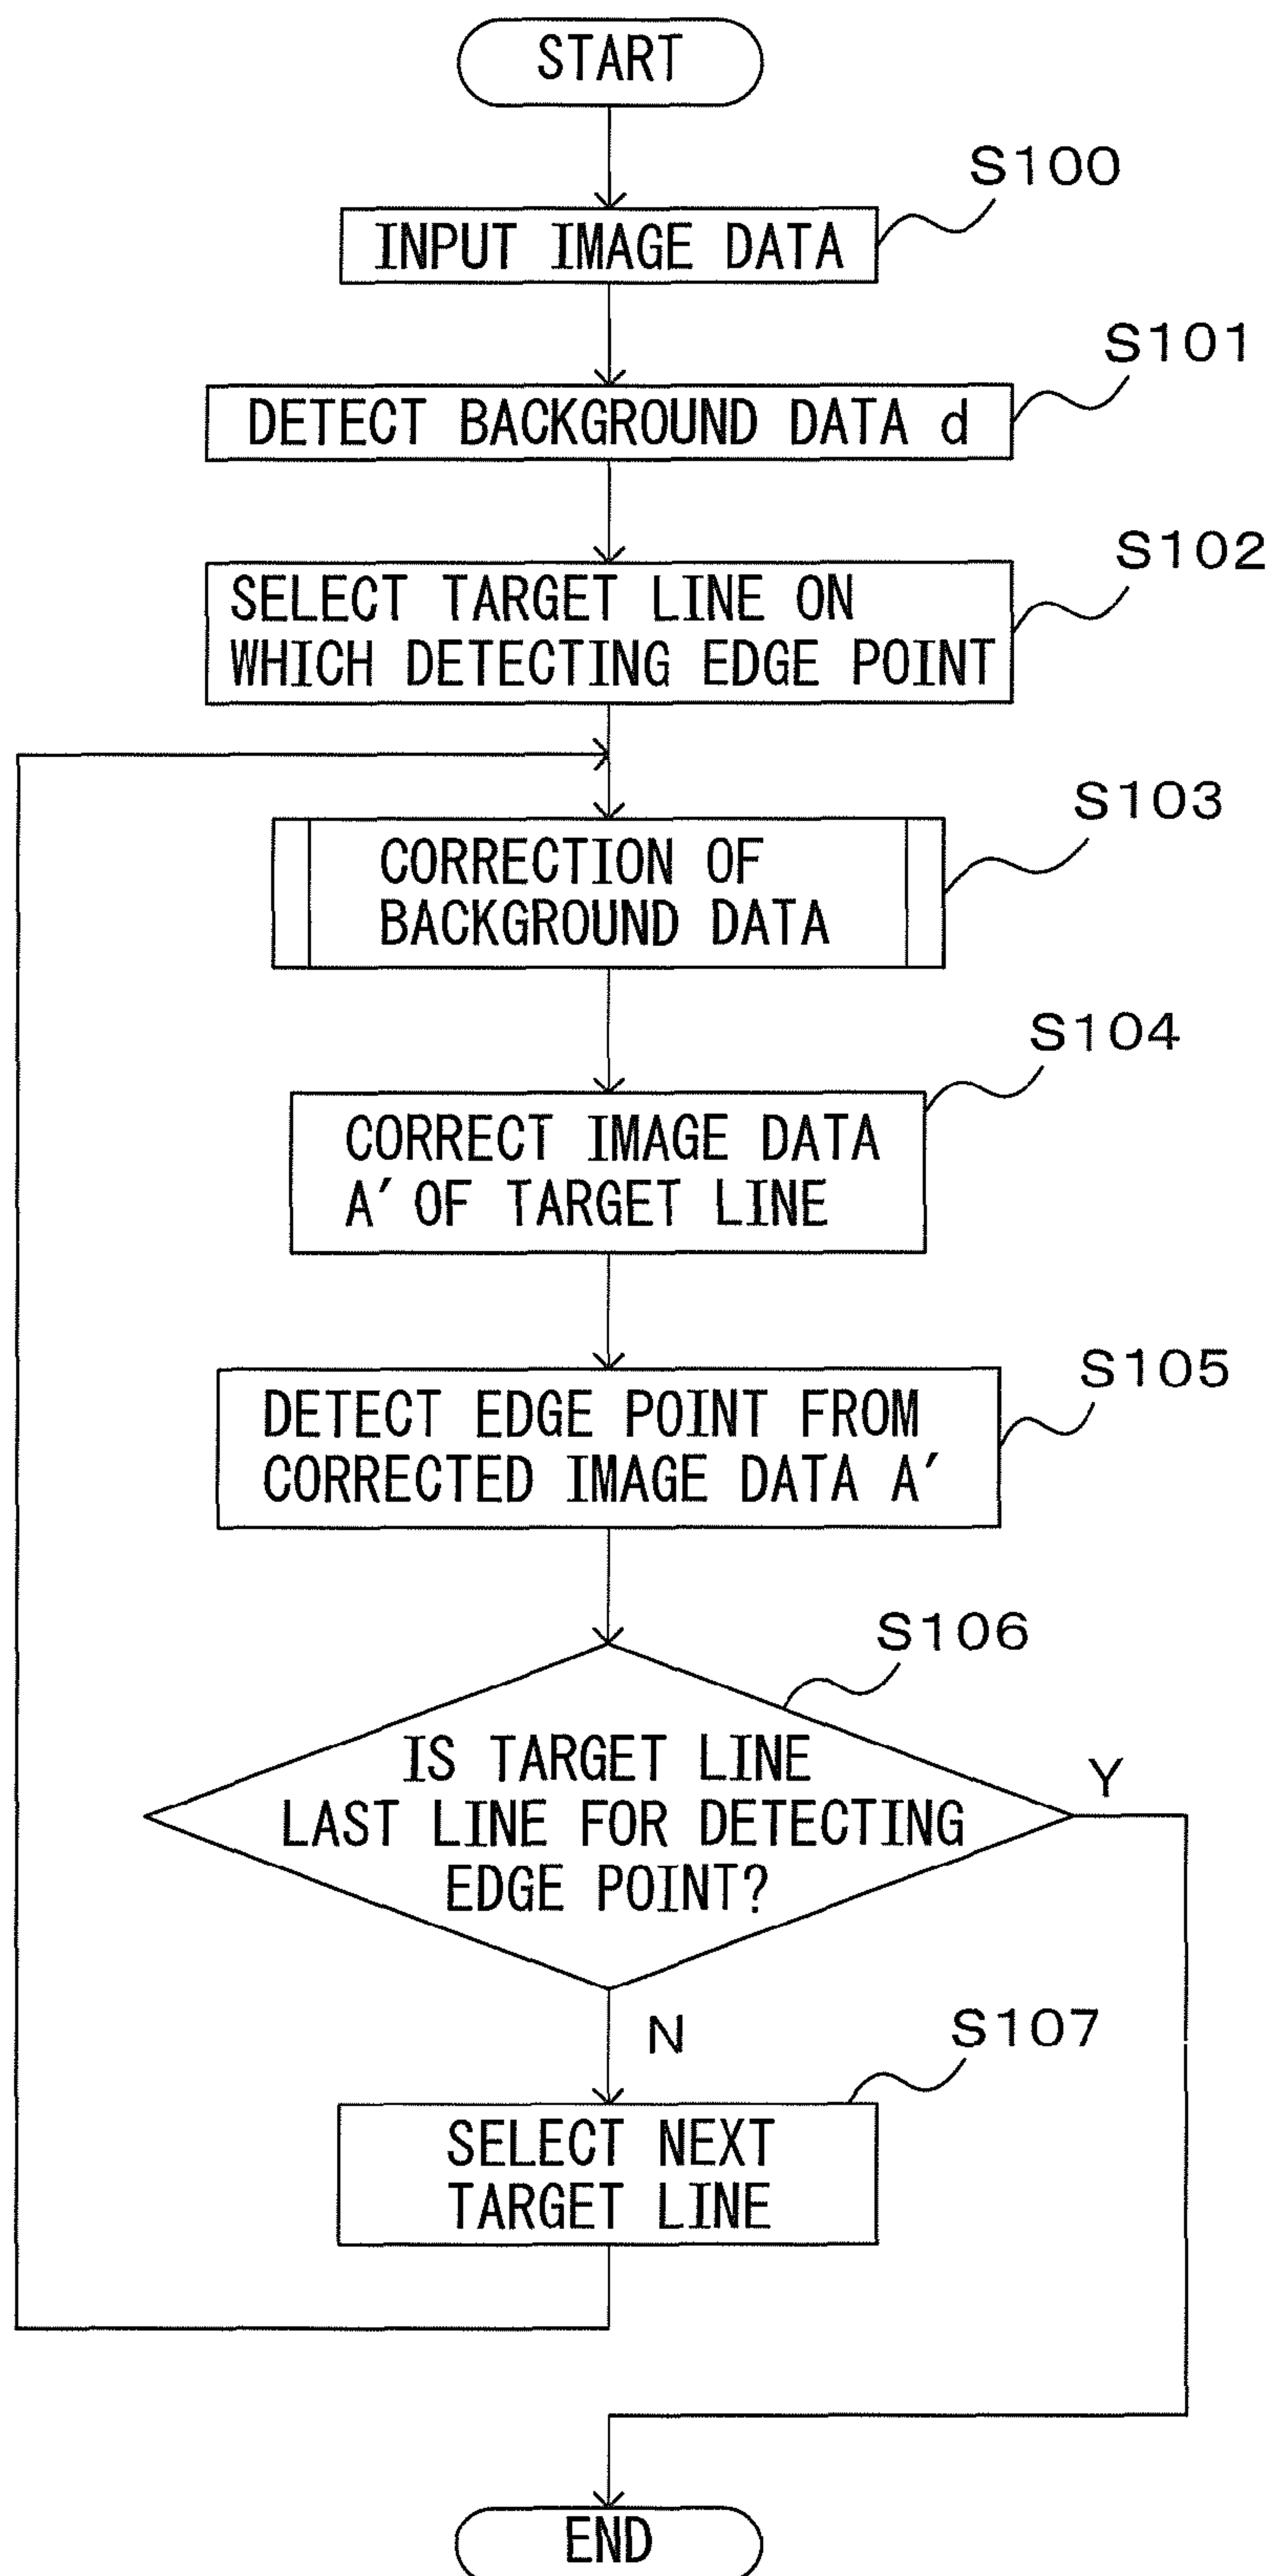 START
S100
INPUT IMAGE DATA
S101
DETECT BACKGROUND DATA d
S102
SELECT TARGET LINE ON
WHICH DETECTING EDGE POINT
S103
CORRECTION OF
BACKGROUND DATA
S104
CORRECT IMAGE DATA
A′ OF TARGET LINE
S105
DETECT EDGE POINT FROM
CORRECTED IMAGE DATA A′
S106
IS TARGET LINE
LAST LINE FOR DETECTING
EDGE POINT?
Y
N
S107
SELECT NEXT
TARGET LINE
END